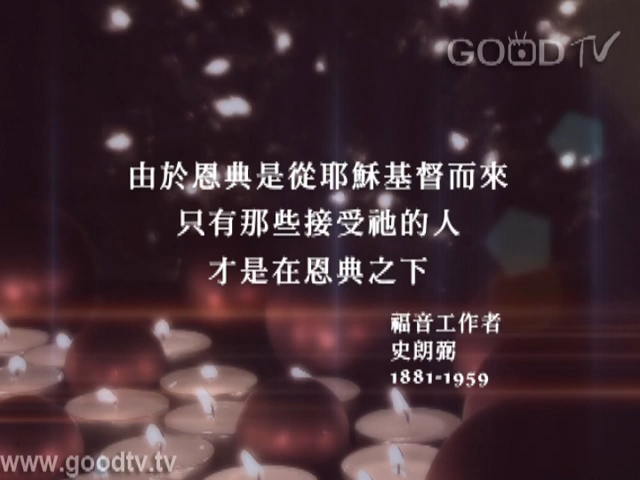 GOOD TV
由於恩典是從耶穌基督而來
只有那些接受祂的人
才是在恩典之下
福音工作者
史朗弼
1881-1959
www.goodtv.tv